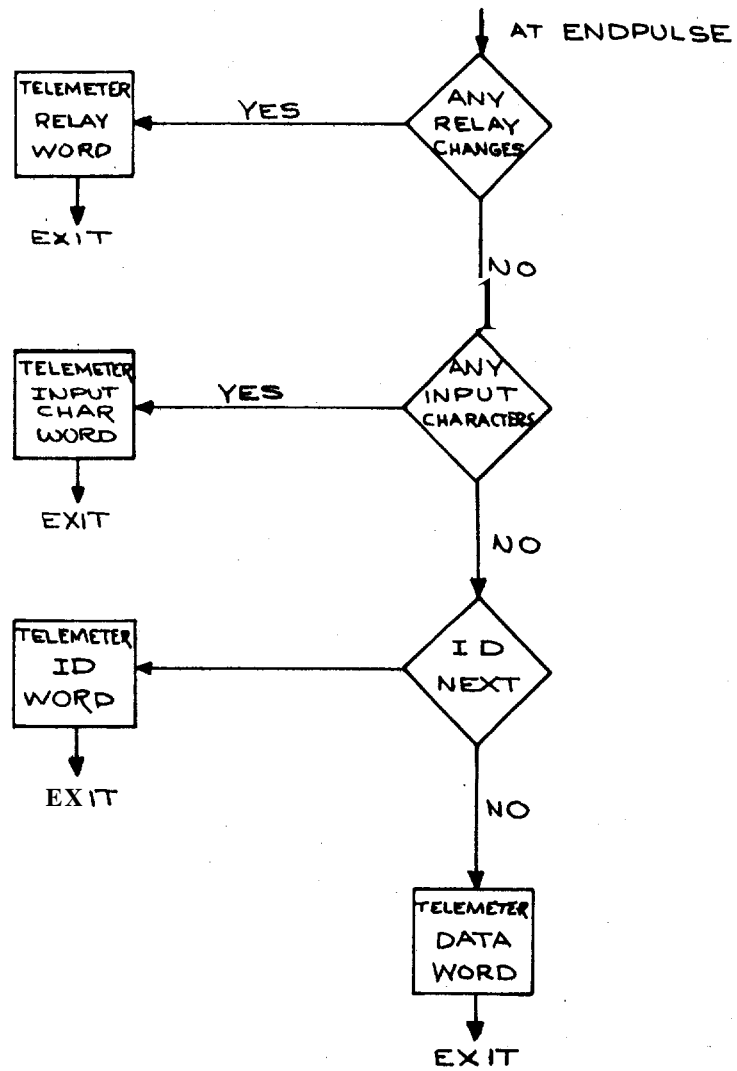 AT ENDPULSE
ANY
RELAY
CHANGES
YES
TELEMETER
RELAY
WORD
EXIT
NO
ANY
INPUT
CHARACTERS
YES
TELEMETER
INPUT
CHAR
WORD
EXIT
NO
ID
NEXT
TELEMETER
ID
WORD
EXIT
NO
TELEMETER
DATA
WORD
EXIT